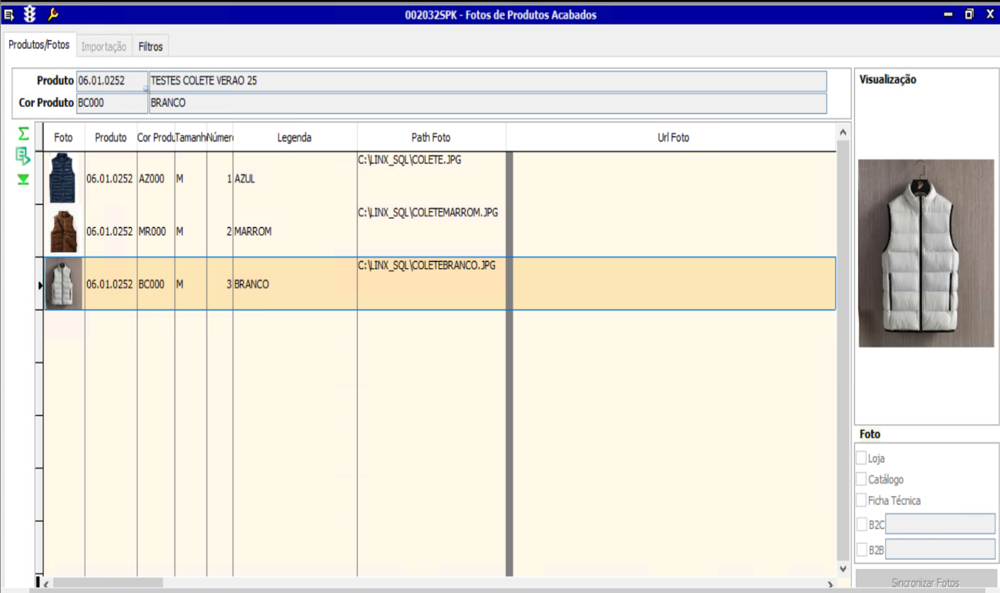 002032SPK - Fotos de Produtos Acabados
Produtos/Fotos Importação Filtros
Produto 06.01.0252 TESTES COLETE VERAO 25
Cor Produto BC000 BRANCO
Visualização
Foto Produto Cor Produ Tamanh Númer Legenda Path Foto Url Foto
06.01.0252 AZ000 M 1 AZUL C:\LINX_SQL\COLETE.JPG
06.01.0252 MR000 M 2 MARROM C:\LINX_SQL\COLETEMARROM.JPG
06.01.0252 BC000 M 3 BRANCO C:\LINX_SQL\COLETEBRANCO.JPG
Foto
Loja
Catálogo
Ficha Técnica
B2C
B2B
Sincronizar Fotos